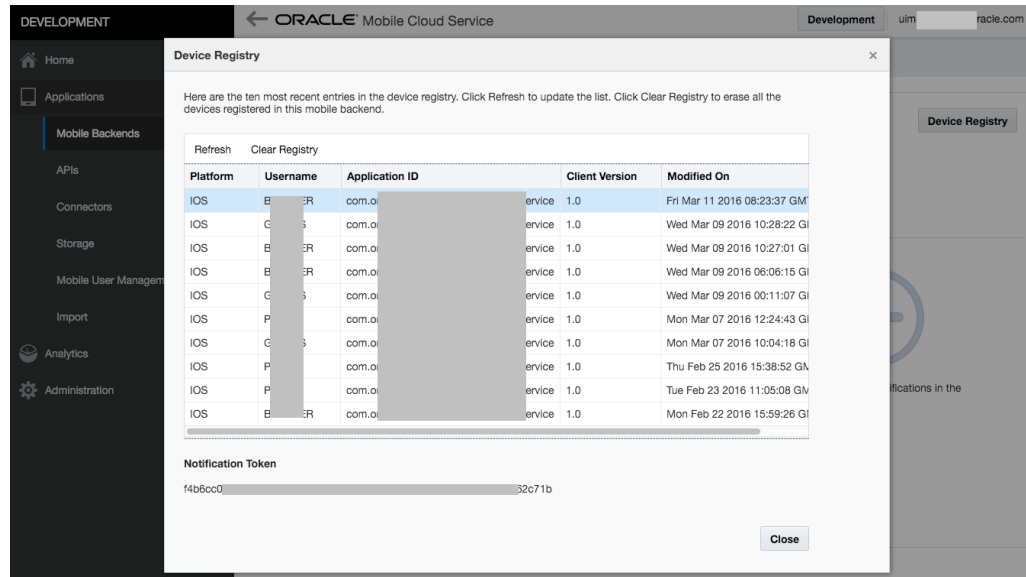 DEVELOPMENT
ORACLE Mobile Cloud Service
Development
uim
racle.com
Home
Applications
Mobile Backends
APIs
Connectors
Storage
Mobile User Managem
Import
Analytics
Administration
Device Registry
Device Registry
×
Here are the ten most recent entries in the device registry. Click Refresh to update the list. Click Clear Registry to erase all the
devices registered in this mobile backend.
Refresh Clear Registry
Platform Username Application ID Client Version Modified On
IOS B ER com.o ervice 1.0 Fri Mar 11 2016 08:23:37 GM
IOS G S com.o ervice 1.0 Wed Mar 09 2016 10:28:22 G
IOS B ER com.o ervice 1.0 Wed Mar 09 2016 10:27:01 G
IOS B ER com.o ervice 1.0 Wed Mar 09 2016 06:06:15 G
IOS G S com.o ervice 1.0 Wed Mar 09 2016 00:11:07 G
IOS P com.o ervice 1.0 Mon Mar 07 2016 12:24:43 G
IOS G S com.o ervice 1.0 Mon Mar 07 2016 10:04:18 G
IOS P com.o ervice 1.0 Thu Feb 25 2016 15:38:52 GM
IOS P com.o ervice 1.0 Tue Feb 23 2016 11:05:08 GM
IOS B ER com.o ervice 1.0 Mon Feb 22 2016 15:59:26 G
ifications in the
Notification Token
f4b6cc0 62c71b
Close